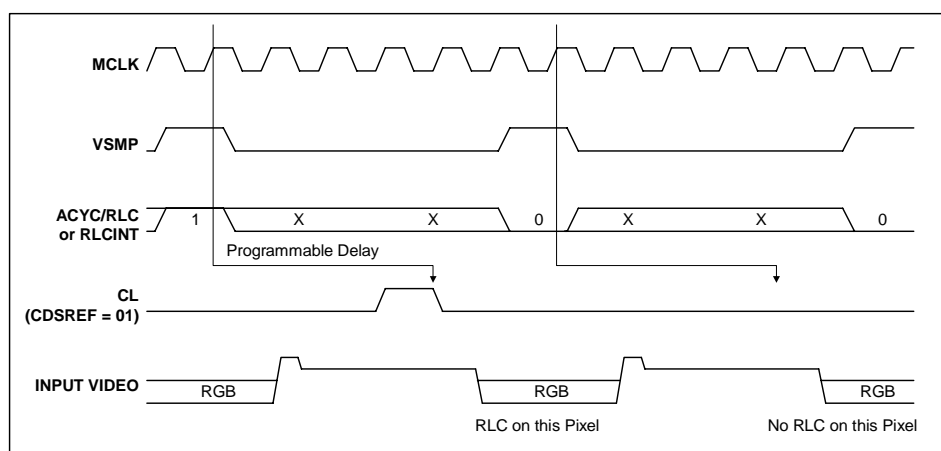 MCLK
VSMP
ACYC/RLC
or RLCINT
1 X X 0 X X 0
Programmable Delay
CL
(CDSREF = 01)
INPUT VIDEO
RGB RGB RGB
RLC on this Pixel No RLC on this Pixel